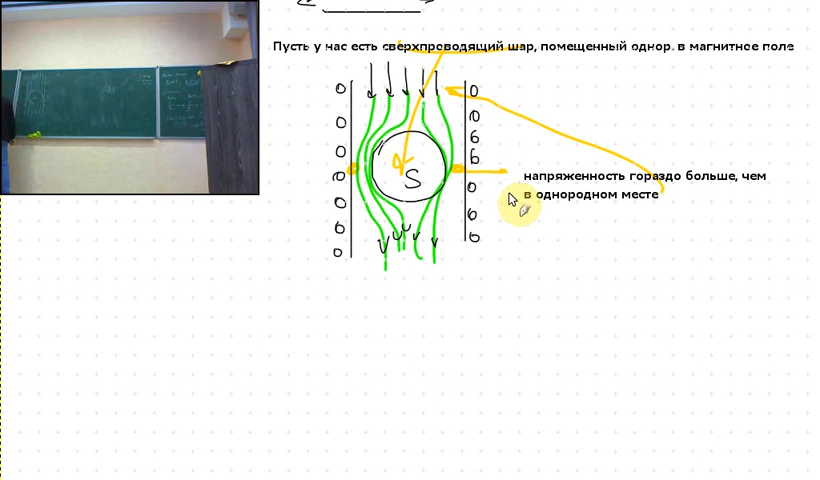 Пусть у нас есть сверхпроводящий шар, помещенный однор. в магнитное поле
S
напряженность гораздо больше, чем
в однородном месте